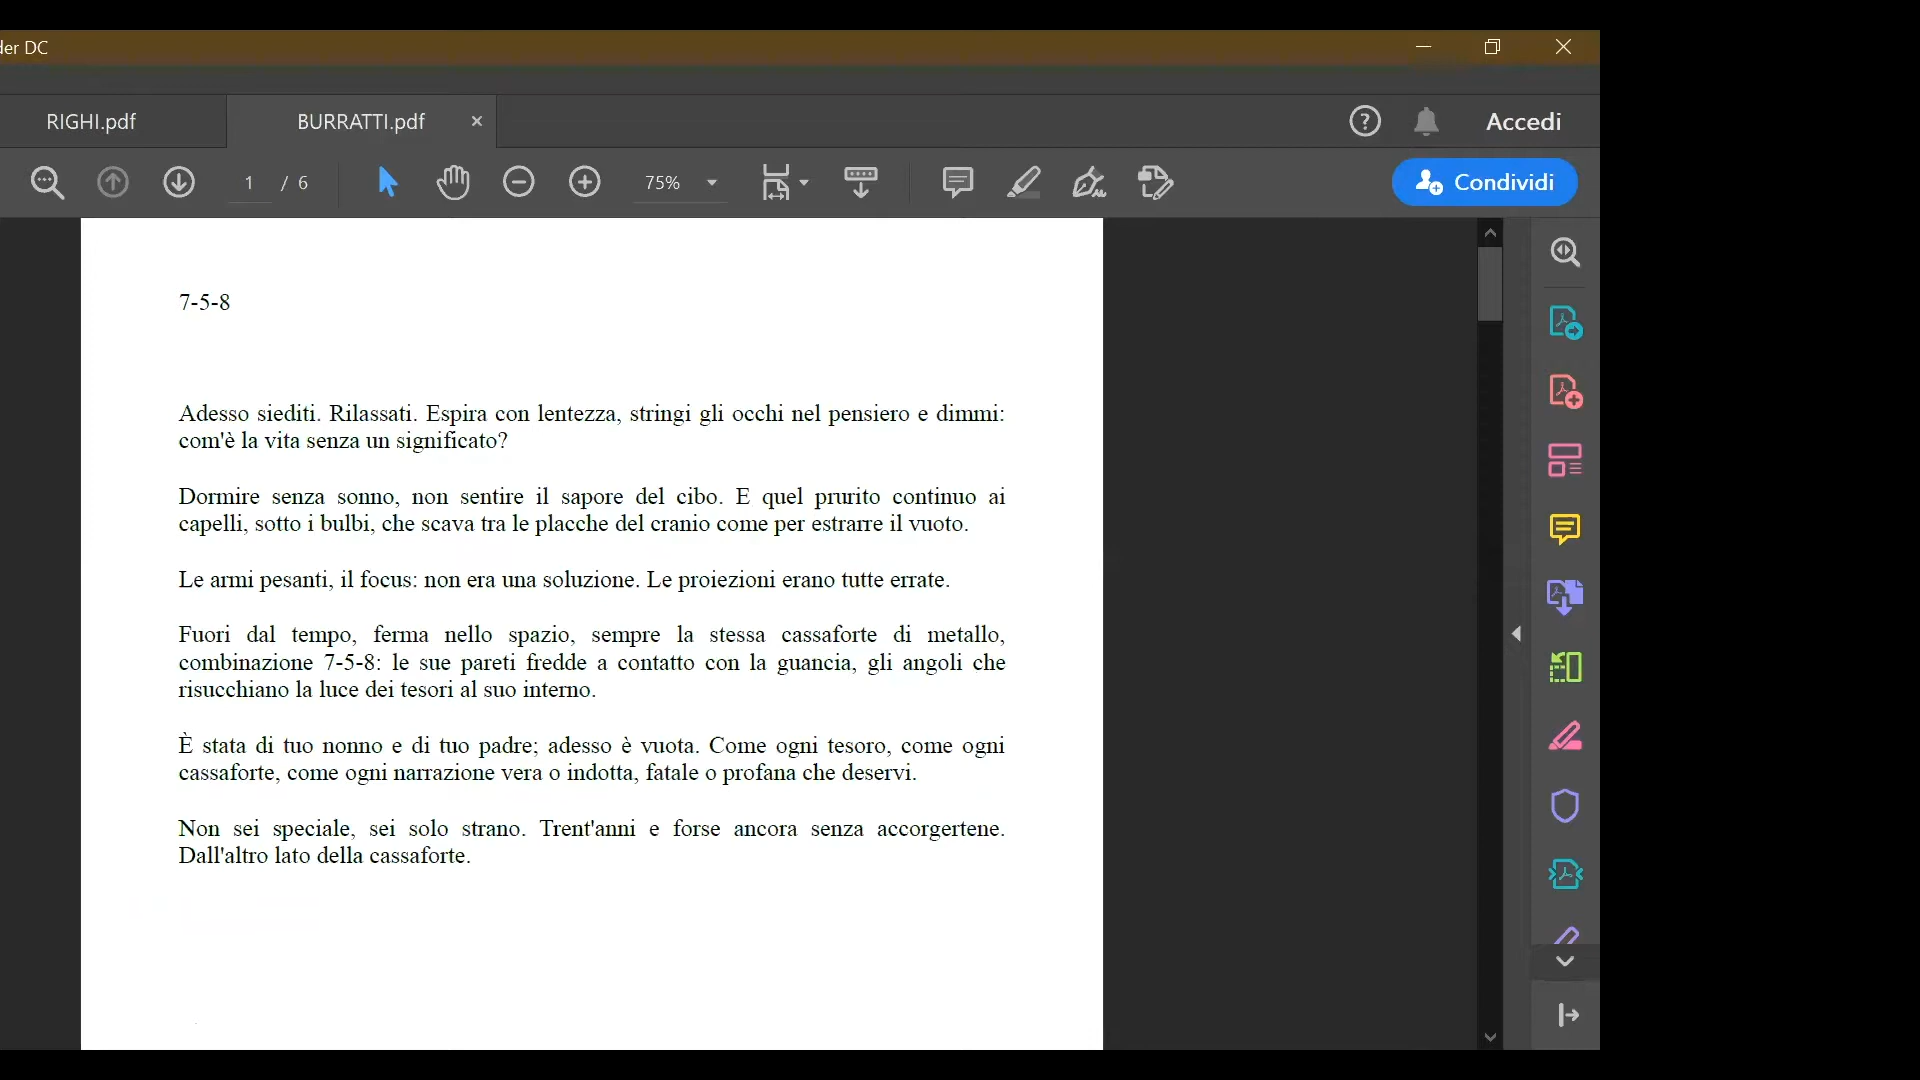 der DC
RIGHI.pdf
BURRATTI.pdf
Accedi
1 / 6
75%
Condividi
7-5-8
Adesso siediti. Rilassati. Espira con lentezza, stringi gli occhi nel pensiero e dimmi:
com'è la vita senza un significato?
Dormire senza sonno, non sentire il sapore del cibo. E quel prurito continuo ai
capelli, sotto i bulbi, che scava tra le placche del cranio come per estrarre il vuoto.
Le armi pesanti, il focus: non era una soluzione. Le proiezioni erano tutte errate.
Fuori dal tempo, ferma nello spazio, sempre la stessa cassaforte di metallo,
combinazione 7-5-8: le sue pareti fredde a contatto con la guancia, gli angoli che
risucchiano la luce dei tesori al suo interno.
È stata di tuo nonno e di tuo padre; adesso è vuota. Come ogni tesoro, come ogni
cassaforte, come ogni narrazione vera o indotta, fatale o profana che deservi.
Non sei speciale, sei solo strano. Trent'anni e forse ancora senza accorgertene.
Dall'altro lato della cassaforte.